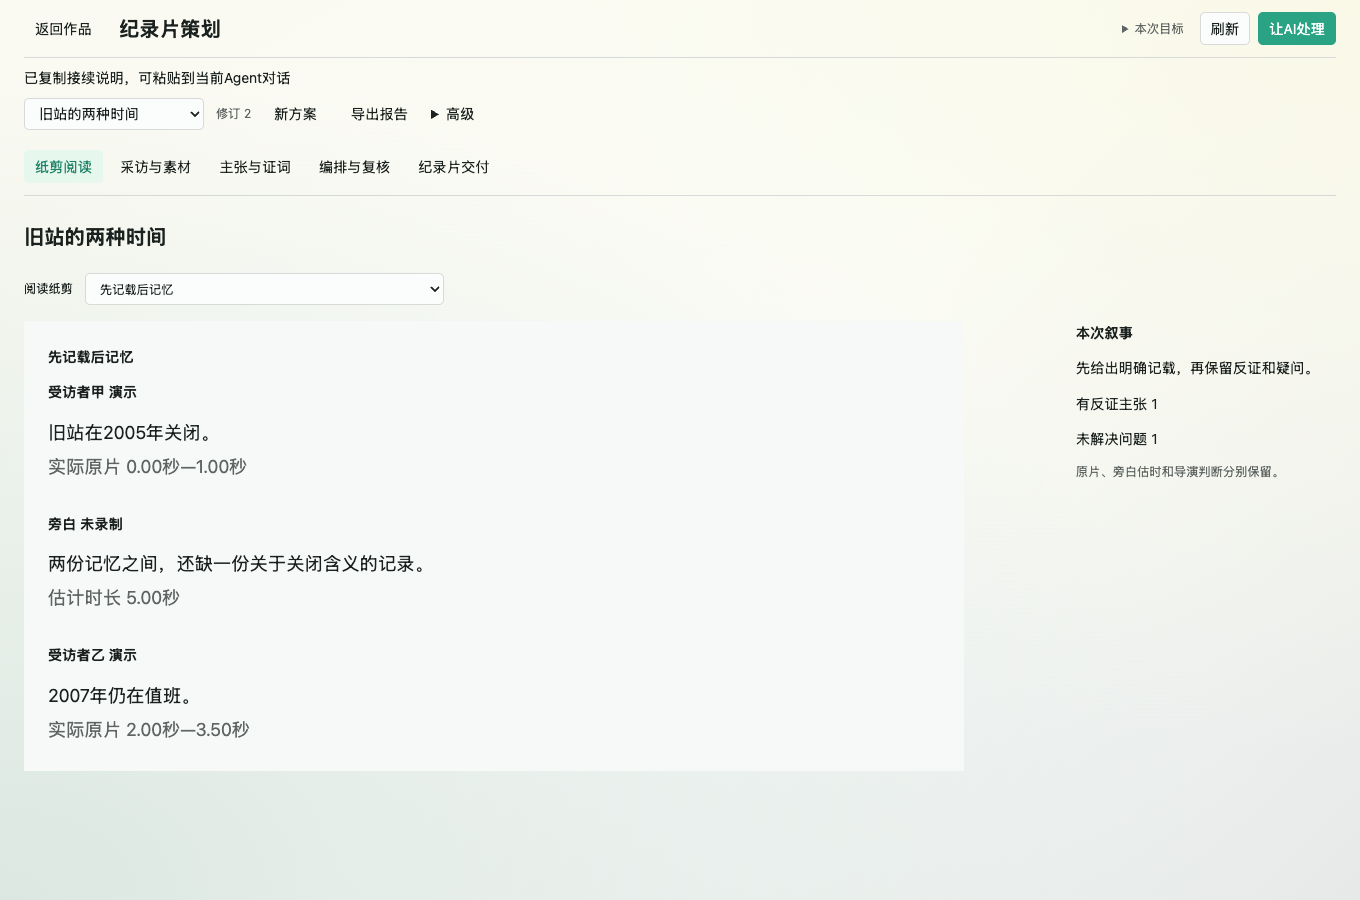 返回作品 纪录片策划 ▶ 本次目标 刷新 让AI处理
已复制接续说明，可粘贴到当前Agent对话
旧站的两种时间 修订 2 新方案 导出报告 ▶ 高级
纸剪阅读 采访与素材 主张与证词 编排与复核 纪录片交付
旧站的两种时间
阅读纸剪 先记载后记忆
先记载后记忆
受访者甲 演示
旧站在2005年关闭。
实际原片 0.00秒—1.00秒
旁白 未录制
两份记忆之间，还缺一份关于关闭含义的记录。
估计时长 5.00秒
受访者乙 演示
2007年仍在值班。
实际原片 2.00秒—3.50秒
本次叙事
先给出明确记载，再保留反证和疑问。
有反证主张 1
未解决问题 1
原片、旁白估时和导演判断分别保留。